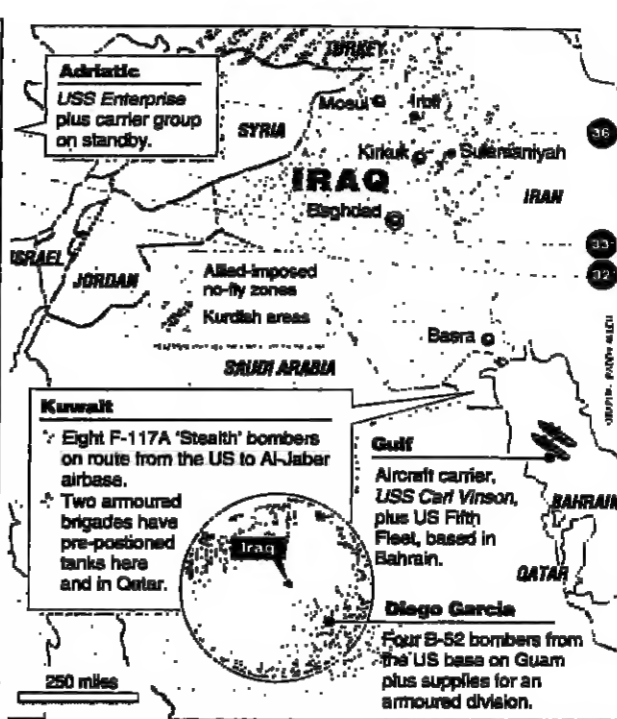 Adriatic
USS Enterprise
plus carrier group
on standby.
TURKEY
Mosul
Irbil
SYRIA
Kirkuk
Sulamaniyah
36
IRAQ
IRAN
Baghdad
33
32
ISRAEL
JORDAN
Allied-imposed
no-fly zones
Kurdish areas
Basra
SAUDI ARABIA
GRAPHIC: PADDY ALLEN
Kuwait
Eight F-117A 'Stealth' bombers
on route from the US to Al-Jaber
airbase.
Two armoured
brigades have
pre-postioned
tanks here
and in Qatar.
Iraq
Gulf
Aircraft carrier,
USS Carl Vinson,
plus US Fifth
Fleet, based in
Bahrain.
BAHRAIN
QATAR
Diego Garcia
Four B-52 bombers from
the US base on Guam
plus supplies for an
armoured division.
250 miles